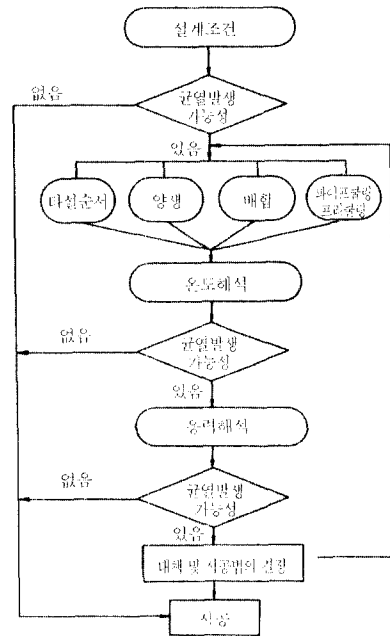 설계조건
없음
균열발생
가능성
있음
타설순서
양생
배합
파이프쿨링
프리쿨링
온도해석
없음
균열발생
가능성
있음
응력해석
없음
균열발생
가능성
있음
대책 및 시공법의 결정
시공